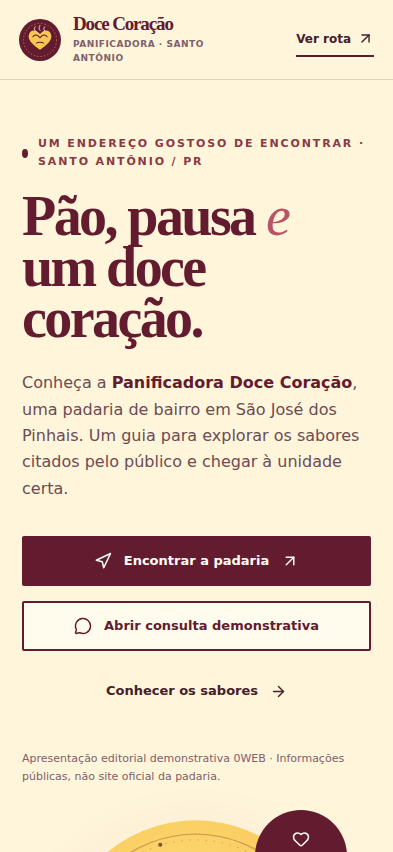 Doce Coração
PANIFICADORA · SANTO
ANTÔNIO
Ver rota
UM ENDEREÇO GOSTOSO DE ENCONTRAR ·
SANTO ANTÔNIO / PR
Pão, pausa e
um doce
coração.
Conheça a Panificadora Doce Coração,
uma padaria de bairro em São José dos
Pinhais. Um guia para explorar os sabores
citados pelo público e chegar à unidade
certa.
Encontrar a padaria
Abrir consulta demonstrativa
Conhecer os sabores
Apresentação editorial demonstrativa 0WEB · Informações
públicas, não site oficial da padaria.